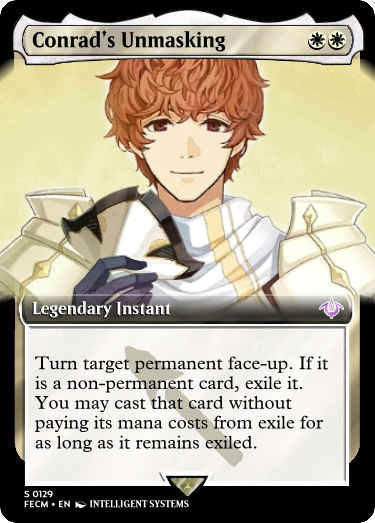 Conrad's Unmasking
Legendary Instant
Turn target permanent face-up. If it
is a non-permanent card, exile it.
You may cast that card without
paying its mana costs from exile for
as long as it remains exiled.
S 0129
FECM • EN INTELLIGENT SYSTEMS